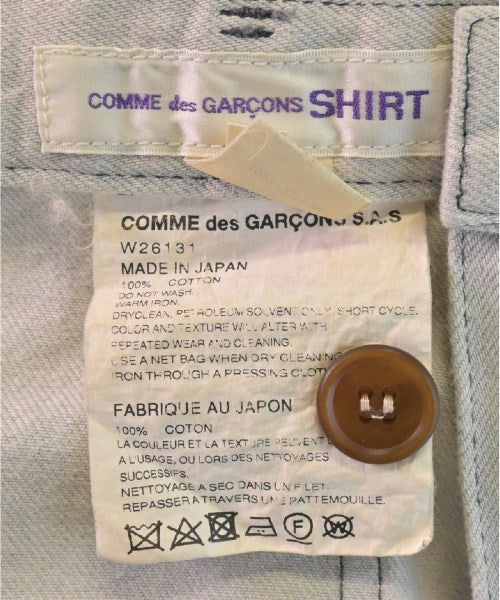 COMME des GARÇONS SHIRT
COMME des GARÇONS S.A.S
W26131
MADE IN JAPAN
100% COTTON
DO NOT WASH.
WARM IRON.
DRYCLEAN, PETROLEUM SOLVENT ONLY, SHORT CYCLE.
COLOR AND TEXTURE WILL ALTER WITH
REPEATED WEAR AND CLEANING.
USE A NET BAG WHEN DRY CLEANING
IRON THROUGH A PRESSING CLOTH
FABRIQUE AU JAPON
100% COTON
LA COULEUR ET LA TEXTURE PEUVENT
A L'USAGE, OU LORS DES NETTOYAGES
SUCCESSIFS.
NETTOYAGE A SEC DANS UN FILET.
REPASSER A TRAVERS UNE PATTEMOUILLE.
F W